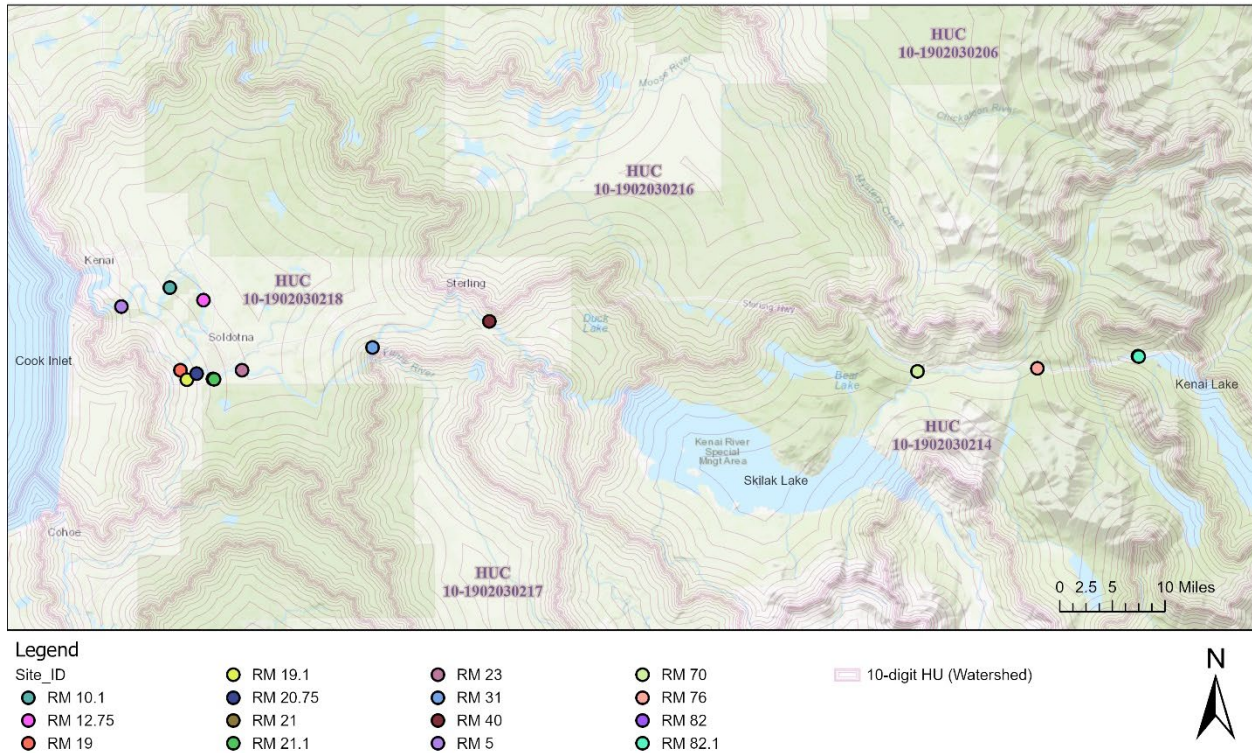 HUC
10-1902030206
Moose River
Chickaloon River
HUC
10-1902030216
Mystery Creek
Kenai
HUC
10-1902030218
Sterling
Sterling Hwy
Duck
Lake
Soldotna
Cook Inlet
River
Bear
Lake
Kenai Lake
HUC
10-1902030214
Kenai River
Special
Mngt Area
Skilak Lake
Cohoe
HUC
10-1902030217
0 2.5 5 10 Miles
Legend
Site_ID
RM 10.1
RM 12.75
RM 19
RM 19.1
RM 20.75
RM 21
RM 21.1
RM 23
RM 31
RM 40
RM 5
RM 70
RM 76
RM 82
RM 82.1
10-digit HU (Watershed)
N